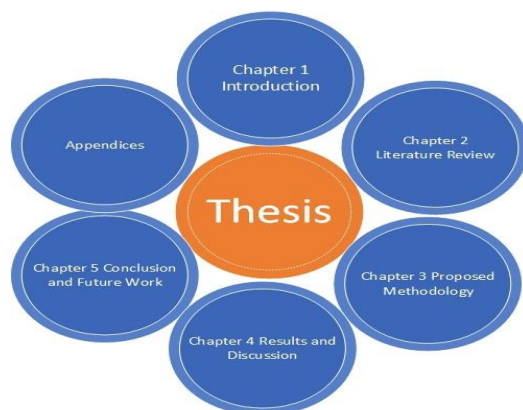 Chapter 1
Introduction
Chapter 2
Literature Review
Chapter 3 Proposed
Methodology
Chapter 4 Results and
Discussion
Chapter 5 Conclusion
and Future Work
Appendices
Thesis